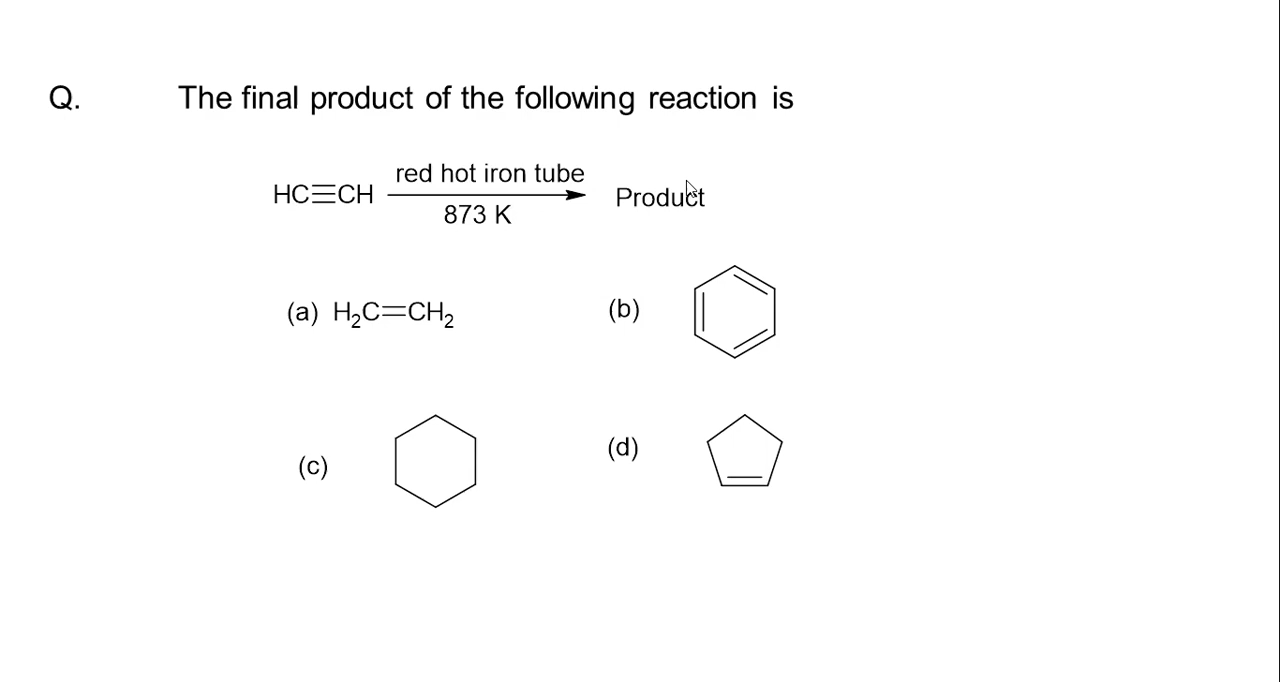 Q. The final product of the following reaction is
red hot iron tube
HC≡CH Product
873 K
(a) H₂C=CH₂ (b)
(c) (d)